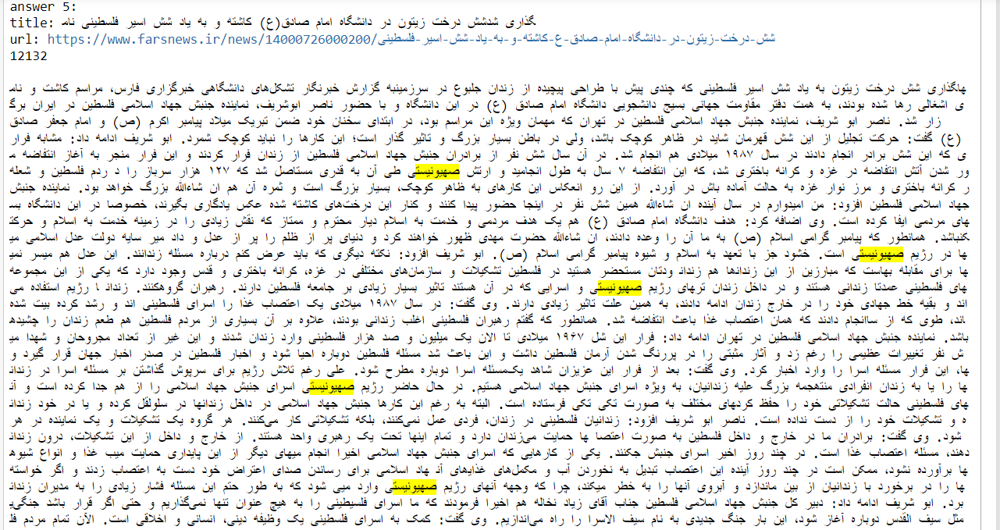 answer 5:
title: گذاری شدشش درخت زیتون در دانشگاه امام صادق(ع) کاشته و به یاد شش اسیر فلسطینی نام
url: https://www.farsnews.ir/news/14000726000200/شش-درخت-زیتون-در-دانشگاه-امام-صادق-ع-کاشته-و-به-یاد-شش-اسیر-فلسطینی
12132
هاگذاری شش درخت زیتون به یاد شش اسیر فلسطینی که چندی پیش با طراحی پیچیده از زندان جلبوع در سرزمینبه گزارش خبرنگار تشکل‌های دانشگاهی خبرگزاری فارس، مراسم کاشت و نام
ی اشغالی رها شده بودند، به همت دفتر مقاومت جهانی بسیج دانشجویی دانشگاه امام صادق (ع) در این دانشگاه و با حضور ناصر ابوشریف، نماینده جنبش جهاد اسلامی فلسطین در ایران برگ
زار شد. ناصر ابو شریف، نماینده جنبش جهاد اسلامی فلسطین در تهران که مهمان ویژه این مراسم بود، در ابتدای سخنان خود ضمن تبریک میلاد پیامبر اکرم (ص) و امام جعفر صادق
(ع) گفت: حرکت تجلیل از این شش قهرمان شاید در ظاهر کوچک باشد، ولی در باطن بسیار بزرگ و تاثیر گذار است؛ این کارها را نباید کوچک شمرد. ابو شریف ادامه داد: مشابه فرار
ی که این شش برادر انجام دادند در سال ۱۹۸۷ میلادی هم انجام شد. در آن سال شش نفر از برادران جنبش جهاد اسلامی فلسطین از زندان فرار کردند و این فرار منجر به آغاز انتفاضه م
ور شدن آتش انتفاضه در غزه و کرانه باختری شد، که این انتفاضه ۷ سال به طول انجامید و ارتش صهیونیستی طی آن به قدری مستاصل شد که ۱۲۷ هزار سرباز را د ردم فلسطین و شعله
ر کرانه باختری و مرز نوار غزه به حالت آماده باش در آورد. از این رو انعکاس این کارهای به ظاهر کوچک، بسیار بزرگ است و ثمره آن هم ان شاءالله بزرگ خواهد بود. نماینده جنبش
جهاد اسلامی فلسطین افزود: من امیدوارم در سال آینده ان شاءالله همین شش نفر در اینجا حضور پیدا کنند و کنار این درخت‌های کاشته شده عکس یادگاری بگیرند، خصوصا در این دانشگاه بس
های مردمی ایفا کرده است. وی اضافه کرد: هدف دانشگاه امام صادق (ع) هم یک هدف مردمی و خدمت به اسلام دیار محترم و ممتاز که نقش زیادی را در زمینه خدمت به اسلام و حرکت
کنباشد. همانطور که پیامبر گرامی اسلام (ص) به ما آن را وعده دادند، ان شاءالله حضرت مهدی ظهور خواهند کرد و دنیای پر از ظلم را پر از عدل و داد میر سایه دولت عدل اسلامی می
ها در رژیم صهیونیستی است. خشود جز با تعهد به اسلام و شیوه پیامبر گرامی اسلام (ص). ابو شریف افزود: نکته دیگری که باید عرض کنم درباره مسئله زندانند. این عدل هم میسر نمی
ها برای مقابله بهاست که مبارزین از این زندانها هم زندانودتان مستحضر هستید در فلسطین تشکیلات و سازمان‌های مختلفی در غزه، کرانه باختری و قدس وجود دارد که یکی از این مجموعه
های فلسطینی عمدتا زندانی هستند و در داخل زندان ترهای رژیم صهیونیستی و اسرایی که در آن هستند تاثیر بسیار زیادی بر جامعه فلسطین دارند. رهبران گروهکنند. زندانا رژیم استفاده می
اند و بقیه خط جهادی خود را در خارج زندان ادامه دادند، به همین علت تاثیر زیادی دارند. وی گفت: در سال ۱۹۸۷ میلادی یک اعتصاب غذا را اسرای فلسطینی اند و رشد کرده بیت شده
اند، طوی که از ساانجام دادند که همان اعتصاب غذا باعث انتفاضه شد. همانطور که گفتم رهبران فلسطینی اغلب زندانی بودند، علاوه بر آن بسیاری از مردم فلسطین هم طعم زندان را چشیده
باشد. نماینده جنبش جهاد اسلامی فلسطین در تهران ادامه داد: فرار این شل ۱۹۶۷ میلادی تا الان یک میلیون و صد هزار فلسطینی وارد زندان شدند و این غیر از تعداد مجروحان و شهدا می
ش نفر تغییرات عظیمی را رغم زد و آثار مثبتی را در پررنگ شدن آرمان فلسطین داشت و این باعث شد مسئله فلسطین دوباره احیا شود و اخبار فلسطین در صدر اخبار جهان قرار گیرد و
ها، این فرار مسئله اسرا را وارد اخبار کرد. وی گفت: بعد از فرار این عزیزان شاهد یک‌مسئله اسرا دوباره مطرح شود. علی رغم تلاش رژیم برای سرپوش گذاشتن بر مسئله اسرا در زندان
ها را یا به زندان انفرادی منتهجمه بزرگ علیه زندانیان، به ویژه اسرای جنبش جهاد اسلامی هستیم. در حال حاضر رژیم صهیونیستی اسرای جنبش جهاد اسلامی را از هم جدا کرده است و آن
های فلسطینی حالت تشکیلاتی خود را حفظ کردهای مختلف به صورت تکی تکی فرستاده است. البته به رغم این کارها جنبش جهاد اسلامی در داخل زندانها در سلولقل کرده و یا در خود زندان
ه و تشکیلات خود را از دست نداده است. ناصر ابو شریف افزود: زندانیان فلسطینی در زندان، فردی عمل نمی‌کنند، بلکه تشکیلاتی کار می‌کنند. هر گروه یک تشکیلات و یک نماینده در هر
شود. وی گفت: برادران ما در خارج و داخل فلسطین به صورت اعتصا ها حمایت می‌زندان دارد و تمام اینها تحت یک رهبری واحد هستند. از خارج و داخل از این تشکیلات، درون زندان
دهند، مسئله اعتصاب غذا است. در چند روز اخیر اسرای جنبش جکنند. یکی از کارهایی که اسرای جنبش جهاد اسلامی اخیرا انجام میهای دیگر از این پایداری حمایت میب غذا و انواع شیوه
ها برآورده نشود، ممکن است در چند روز آینده این اعتصاب تبدیل به نخوردن آب و مکمل‌های غذایهای آنهاد اسلامی برای رساندن صدای اعتراض خود دست به اعتصاب زدند و اگر خواسته
ها را در برخورد با زندانیان از بین ماندازد و آبروی آنها را به خطر میکند، چرا که وجهه آنهای رژیم صهیونیستی وارد میی شود که به طور حتم این مسئله فشار زیادی را به مدیران زندان
برد. ابو شریف ادامه داد: دبیر کل جنبش جهاد اسلامی فلسطین جناب آقای زیاد نخاله هم اخیرا فرمودند که ما اسرای فلسیطینی را به هیچ عنوان تنها نمی‌گذاریم و حتی اگر قرار باشد جنگی‌ی
مثل سیف القدس دوباره آغاز شود، این بار جنگ جدیدی به نام سیف الاسرا را راه می‌اندازیم. وی گفت: کمک به اسرای فلسطینی یک وظیفه دینی، انسانی و اخلاقی است. الآن تمام مردم فل